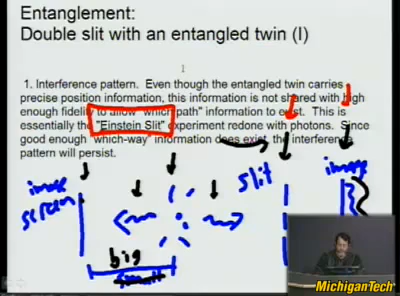 Entanglement:
Double slit with an entangled twin (I)
1. Interference pattern. Even though the entangled twin carries
precise position information, this information is not shared with high
enough fidelity to allow "which path" information to exist. This is
essentially the "Einstein Slit" experiment redone with photons. Since
good enough "which-way" information does exist, the interference
pattern will persist.
image
screen
slit
image
big
small
MichiganTech